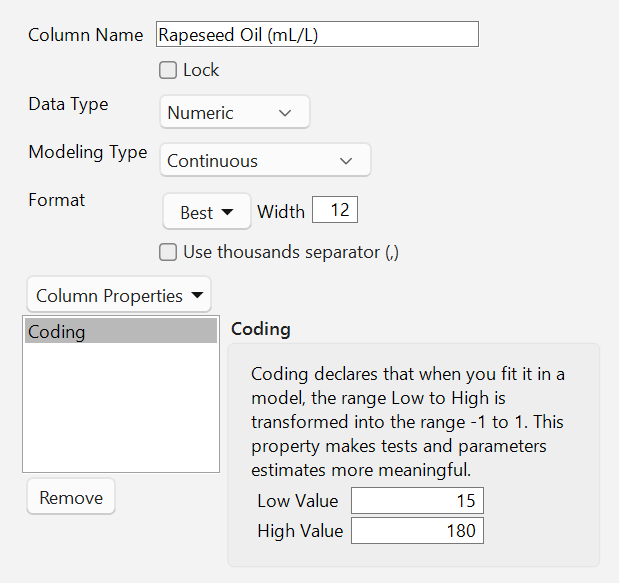 Column Name Rapeseed Oil (mL/L)
Lock
Data Type Numeric
Modeling Type Continuous
Format Best Width 12
Use thousands separator (,)
Column Properties
Coding
Coding
Coding declares that when you fit it in a
model, the range Low to High is
transformed into the range -1 to 1. This
property makes tests and parameters
estimates more meaningful.
Low Value 15
High Value 180
Remove